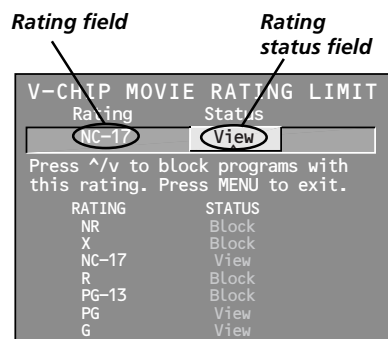 Rating field
Rating
status field
V-CHIP MOVIE RATING LIMIT
Rating Status
NC-17 View
Press ^/v to block programs with
this rating. Press MENU to exit.
RATING STATUS
NR Block
X Block
NC-17 View
R Block
PG-13 Block
PG View
G View